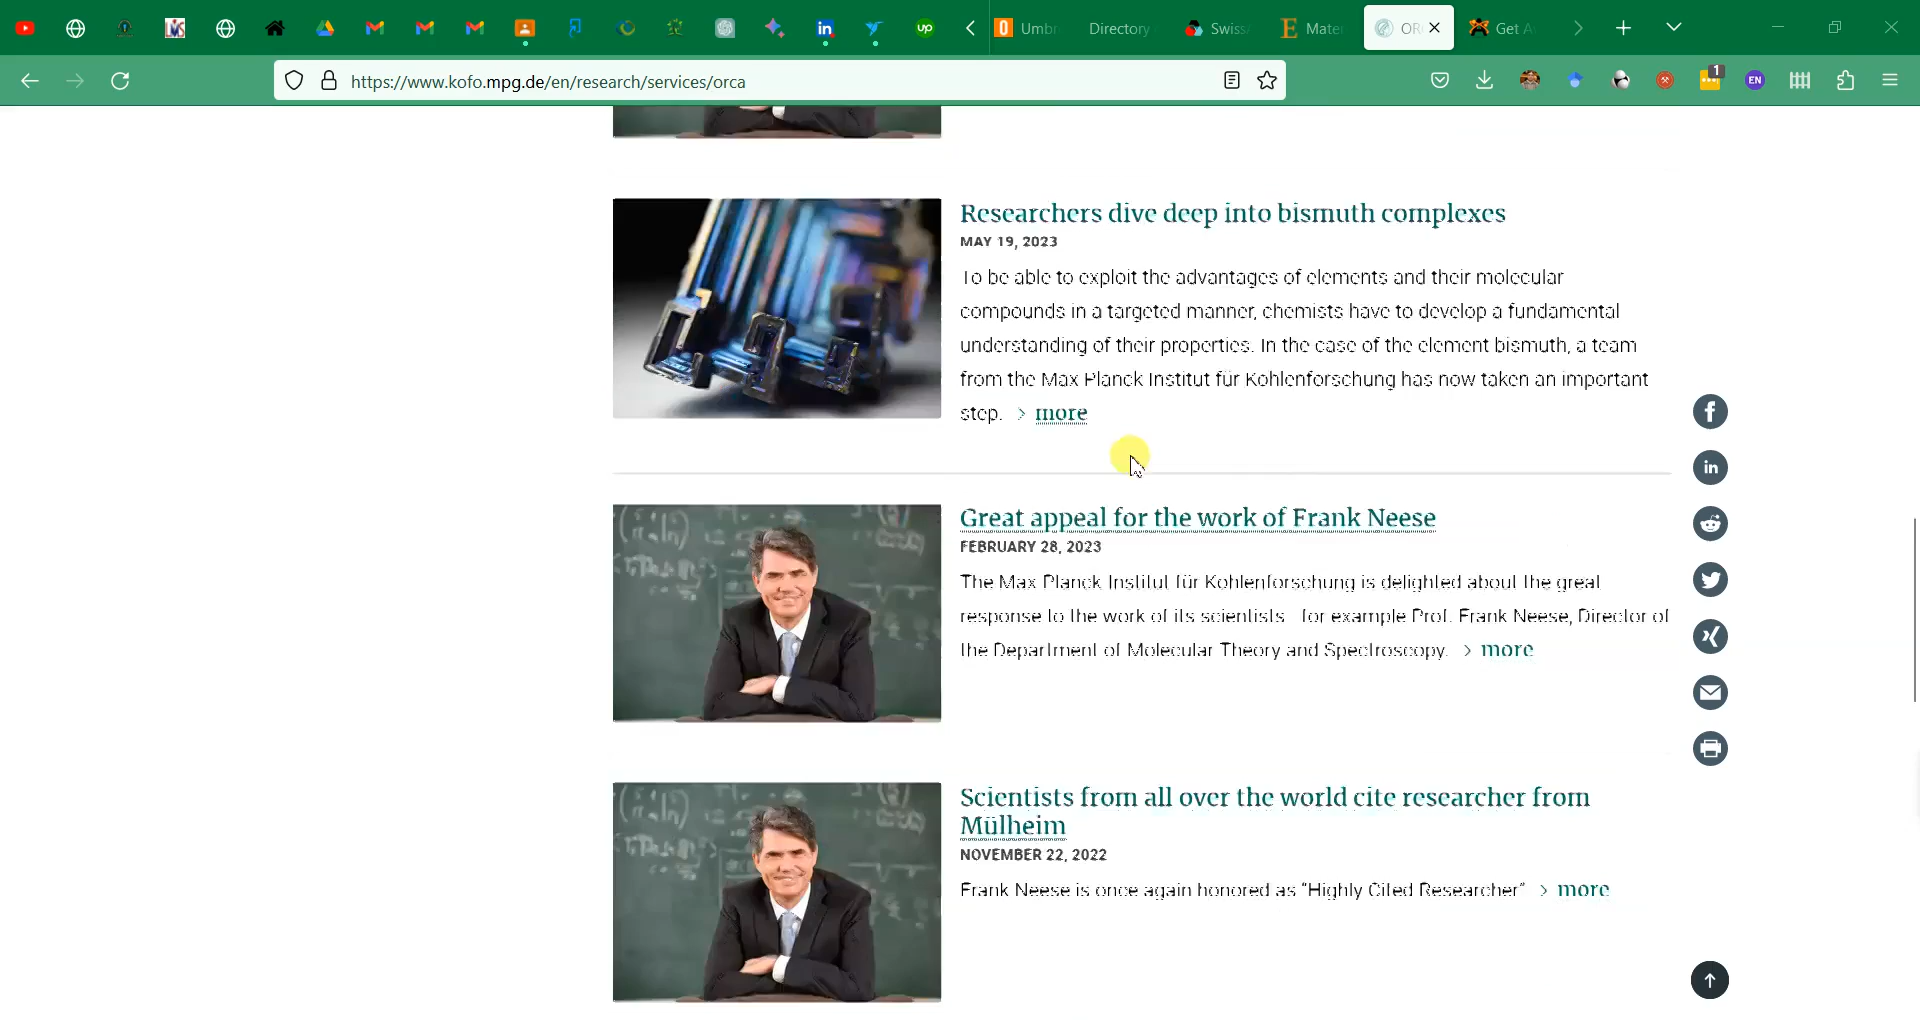 Umbr
Directory
Swiss
Mate
OR
Get A
https://www.kofo.mpg.de/en/research/services/orca
1
EN
Researchers dive deep into bismuth complexes
MAY 19, 2023
To be able to exploit the advantages of elements and their molecular
compounds in a targeted manner, chemists have to develop a fundamental
understanding of their properties. In the case of the element bismuth, a team
from the Max Planck Institut für Kohlenforschung has now taken an important
step. > more
Great appeal for the work of Frank Neese
FEBRUARY 28, 2023
The Max Planck Institut für Kohlenforschung is delighted about the great
response to the work of its scientists - for example Prof. Frank Neese, Director of
the Department of Molecular Theory and Spectroscopy. > more
Scientists from all over the world cite researcher from
Mülheim
NOVEMBER 22, 2022
Frank Neese is once again honored as "Highly Cited Researcher" > more